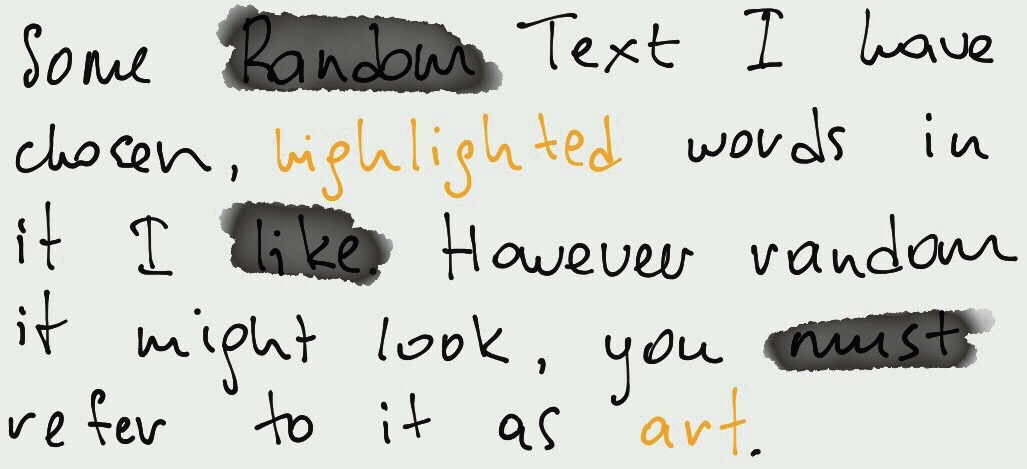 Some Random Text I have
chosen, highlighted words in
it I like. However random
it might look, you must
refer to it as art.